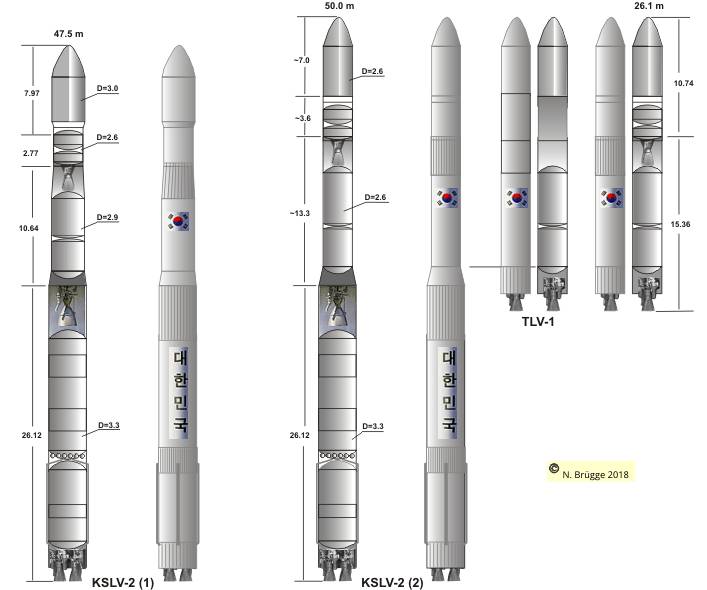 47.5 m
7.97
D=3.0
2.77
D=2.6
10.64
D=2.9
26.12
D=3.3
대
한
민
국
KSLV-2 (1)
50.0 m
~7.0
D=2.6
~3.6
~13.3
D=2.6
26.12
D=3.3
대
한
민
국
KSLV-2 (2)
26.1 m
10.74
15.36
TLV-1
© N. Brügge 2018